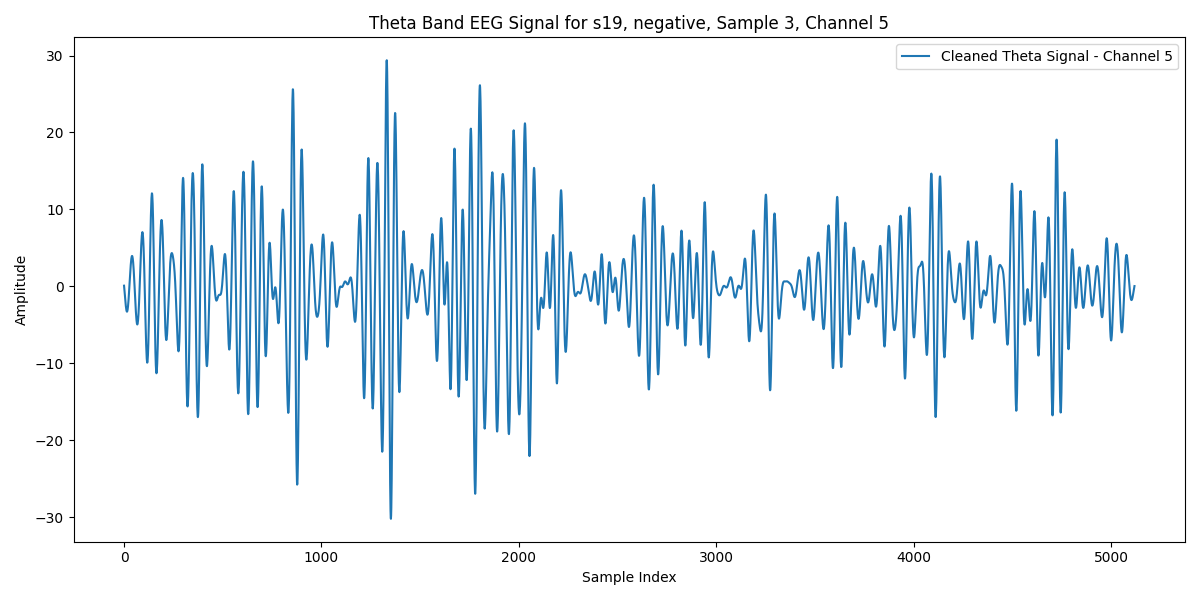 Theta Band EEG Signal for s19, negative, Sample 3, Channel 5
Cleaned Theta Signal - Channel 5
30
20
10
0
−10
−20
−30
Amplitude
0 1000 2000 3000 4000 5000
Sample Index